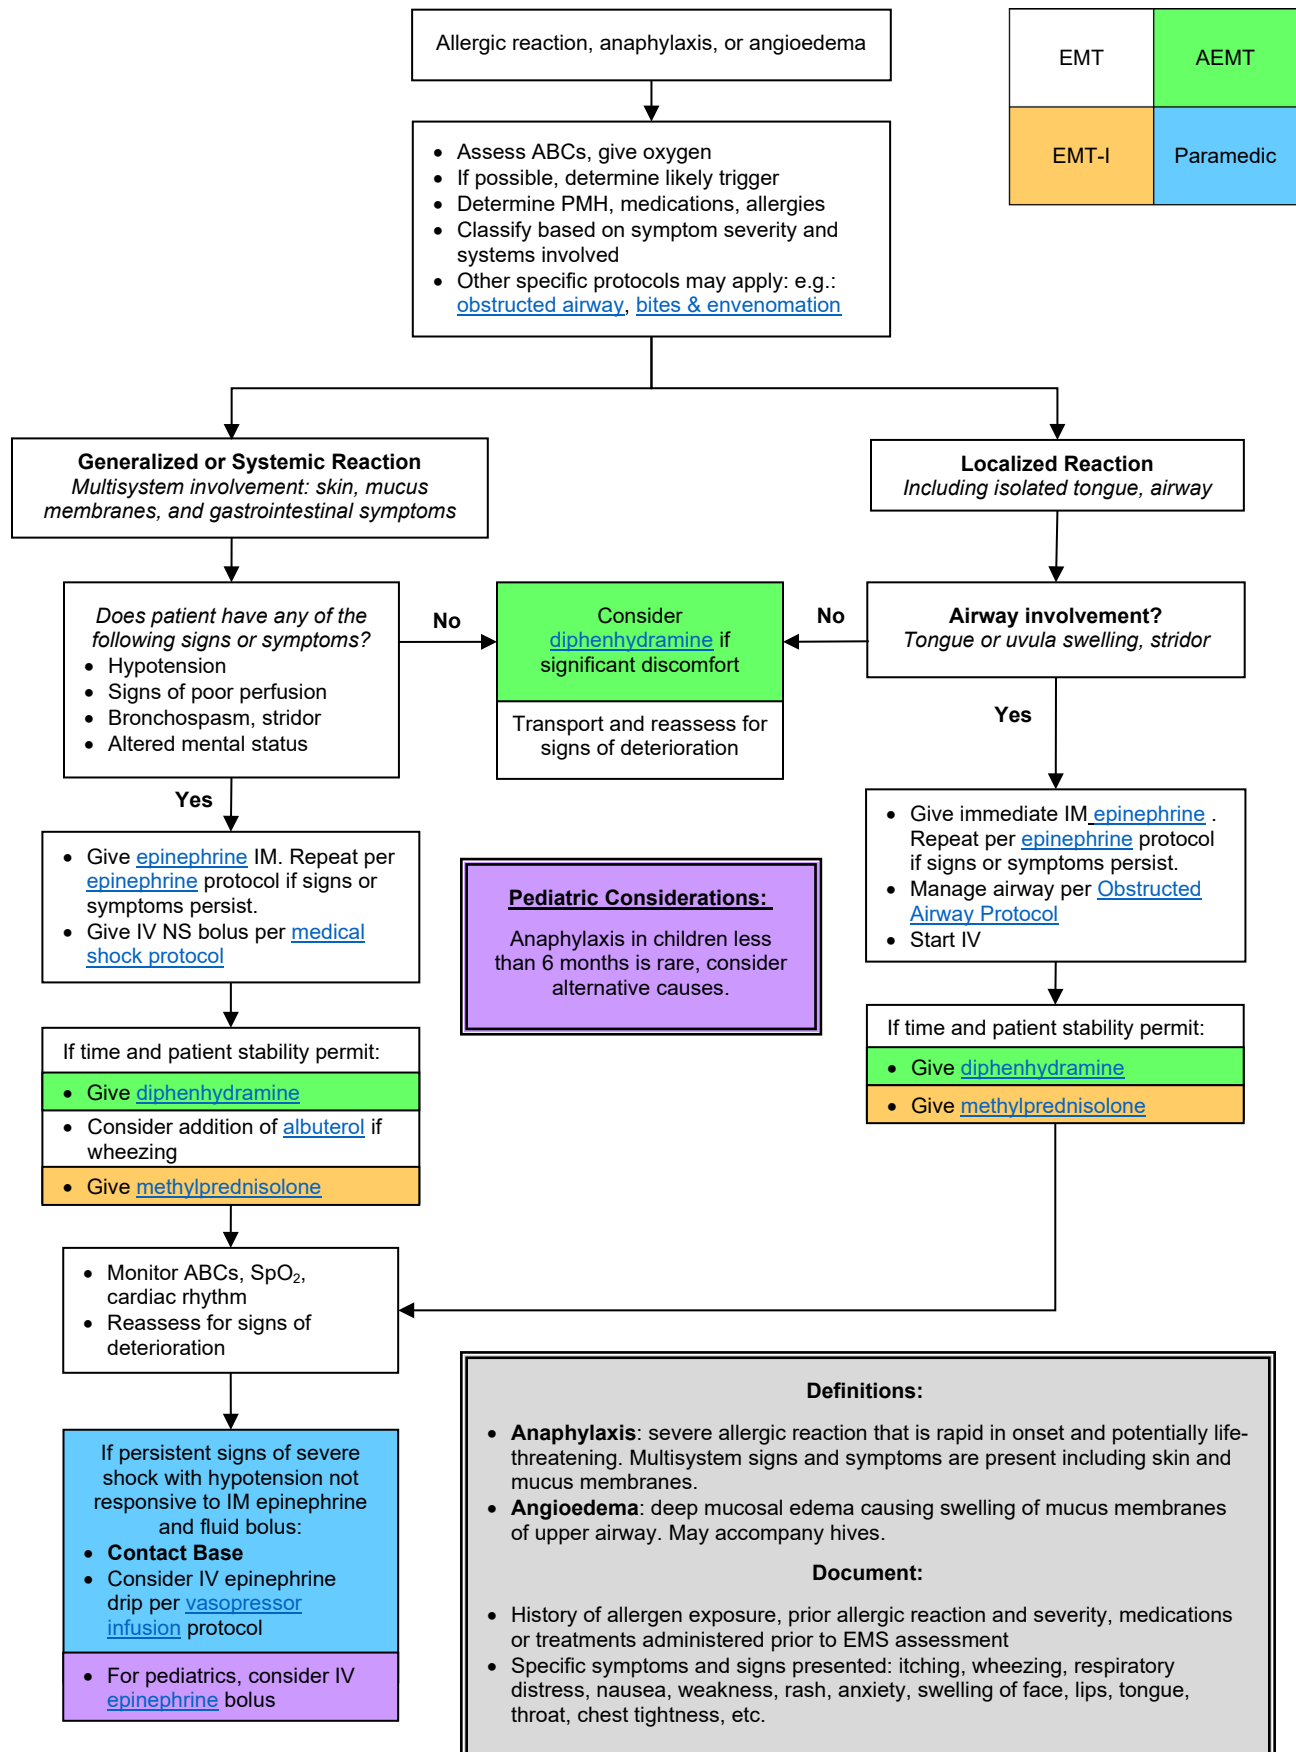 Allergic reaction, anaphylaxis, or angioedema
EMT
AEMT
EMT-I
Paramedic
• Assess ABCs, give oxygen
• If possible, determine likely trigger
• Determine PMH, medications, allergies
• Classify based on symptom severity and
systems involved
• Other specific protocols may apply: e.g.:
obstructed airway, bites & envenomation
Generalized or Systemic Reaction
Multisystem involvement: skin, mucus
membranes, and gastrointestinal symptoms
Localized Reaction
Including isolated tongue, airway
Does patient have any of the
following signs or symptoms?
• Hypotension
• Signs of poor perfusion
• Bronchospasm, stridor
• Altered mental status
No
Consider
diphenhydramine if
significant discomfort
Transport and reassess for
signs of deterioration
No
Airway involvement?
Tongue or uvula swelling, stridor
Yes
Yes
• Give epinephrine IM. Repeat per
epinephrine protocol if signs or
symptoms persist.
• Give IV NS bolus per medical
shock protocol
Pediatric Considerations:
Anaphylaxis in children less
than 6 months is rare, consider
alternative causes.
• Give immediate IM epinephrine .
Repeat per epinephrine protocol
if signs or symptoms persist.
• Manage airway per Obstructed
Airway Protocol
• Start IV
If time and patient stability permit:
• Give diphenhydramine
• Consider addition of albuterol if
wheezing
• Give methylprednisolone
If time and patient stability permit:
• Give diphenhydramine
• Give methylprednisolone
• Monitor ABCs, SpO2,
cardiac rhythm
• Reassess for signs of
deterioration
If persistent signs of severe
shock with hypotension not
responsive to IM epinephrine
and fluid bolus:
• Contact Base
• Consider IV epinephrine
drip per vasopressor
infusion protocol
• For pediatrics, consider IV
epinephrine bolus
Definitions:
• Anaphylaxis: severe allergic reaction that is rapid in onset and potentially life-
threatening. Multisystem signs and symptoms are present including skin and
mucus membranes.
• Angioedema: deep mucosal edema causing swelling of mucus membranes
of upper airway. May accompany hives.
Document:
• History of allergen exposure, prior allergic reaction and severity, medications
or treatments administered prior to EMS assessment
• Specific symptoms and signs presented: itching, wheezing, respiratory
distress, nausea, weakness, rash, anxiety, swelling of face, lips, tongue,
throat, chest tightness, etc.